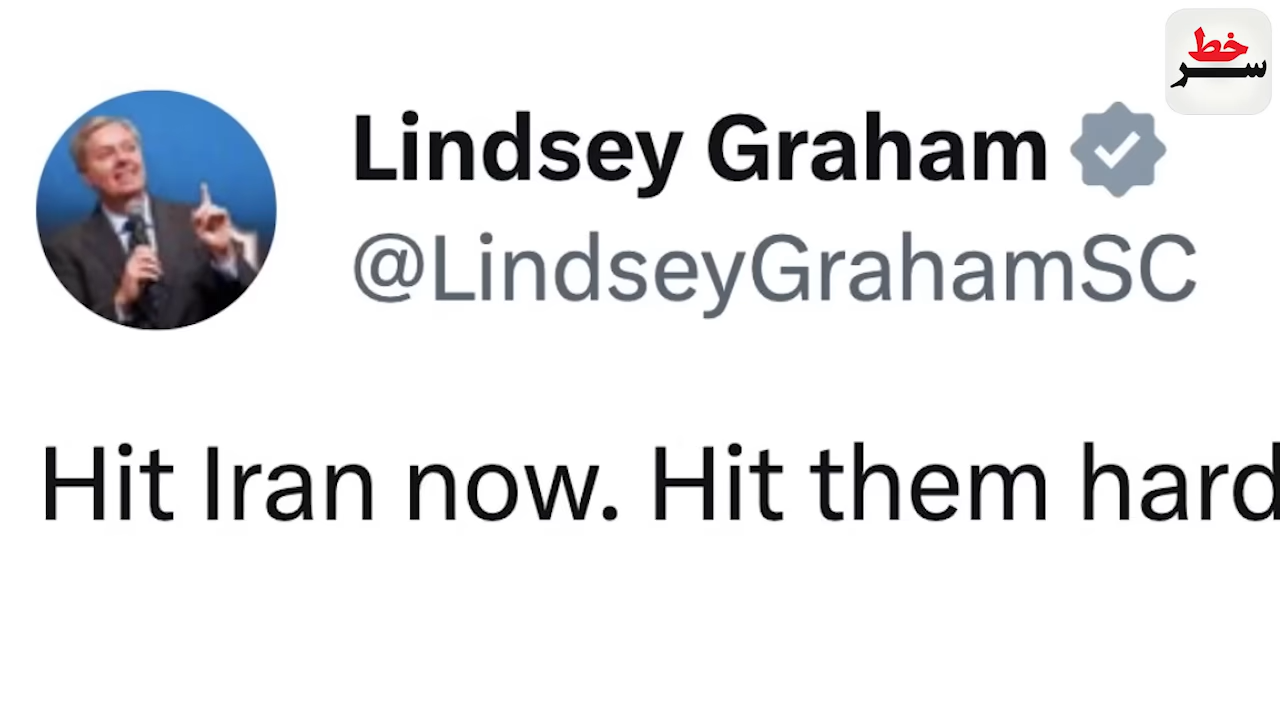 خط
سر
Lindsey Graham
@LindseyGrahamSC
Hit Iran now. Hit them hard